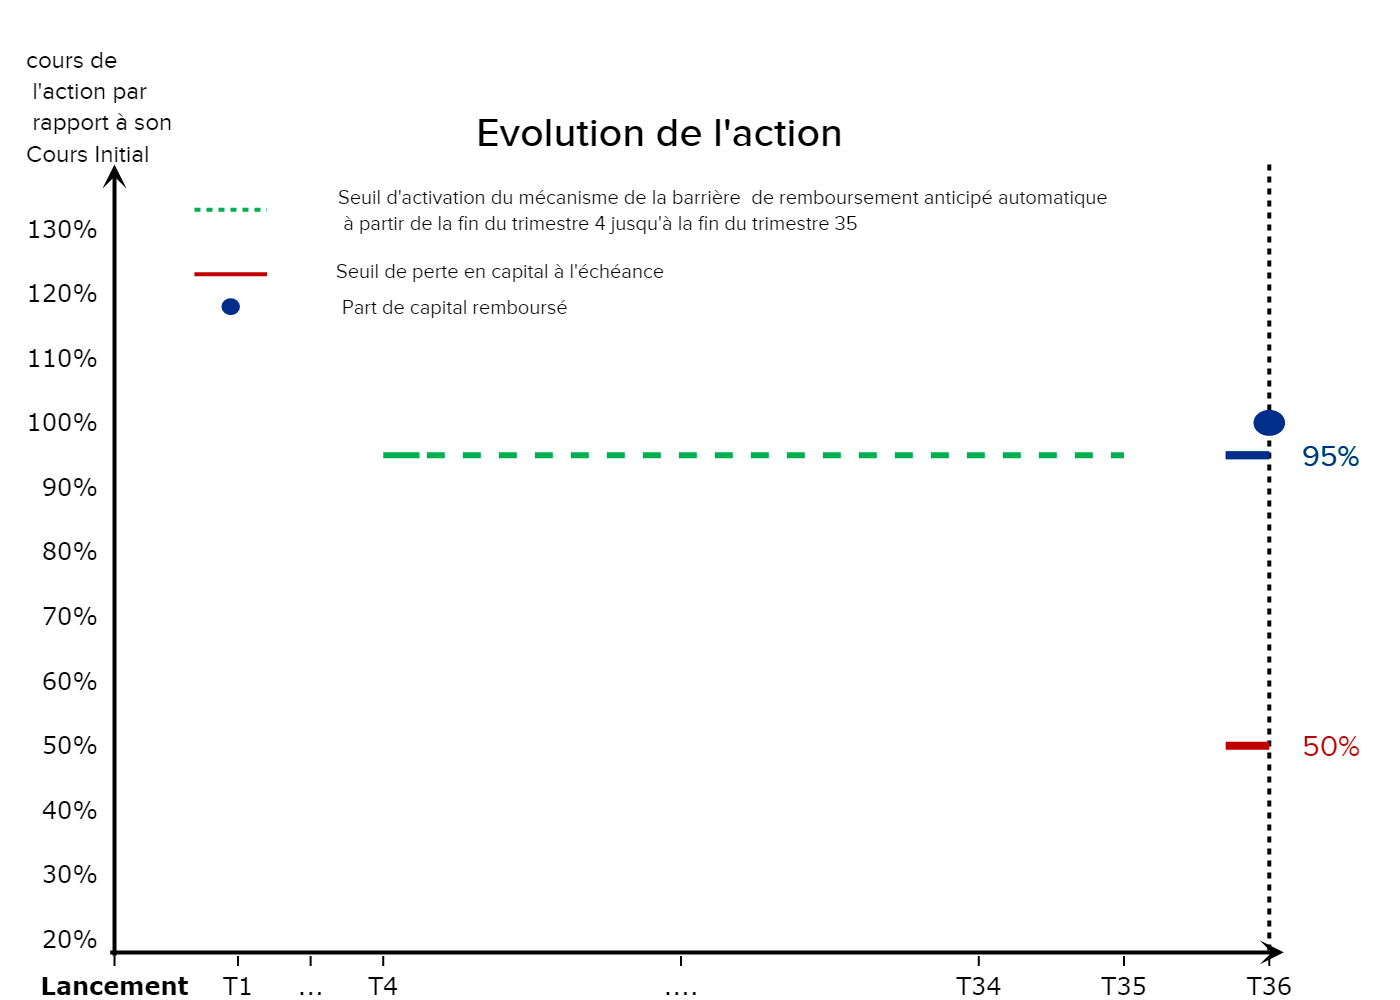 cours de
l'action par
rapport à son
Cours Initial
Evolution de l'action
Seuil d'activation du mécanisme de la barrière  de remboursement anticipé automatique
à partir de la fin du trimestre 4 jusqu'à la fin du trimestre 35
Seuil de perte en capital à l'échéance
Part de capital remboursé
130%
120%
110%
100%
95%
90%
80%
70%
60%
50%
50%
40%
30%
20%
Lancement T1 ... T4 .... T34 T35 T36